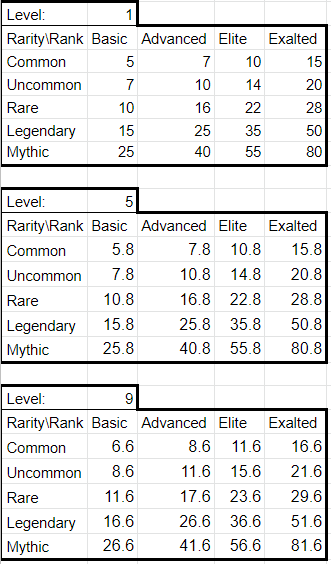 Level: 1
Rarity\Rank Basic Advanced Elite Exalted
Common 5 7 10 15
Uncommon 7 10 14 20
Rare 10 16 22 28
Legendary 15 25 35 50
Mythic 25 40 55 80
Level: 5
Rarity\Rank Basic Advanced Elite Exalted
Common 5.8 7.8 10.8 15.8
Uncommon 7.8 10.8 14.8 20.8
Rare 10.8 16.8 22.8 28.8
Legendary 15.8 25.8 35.8 50.8
Mythic 25.8 40.8 55.8 80.8
Level: 9
Rarity\Rank Basic Advanced Elite Exalted
Common 6.6 8.6 11.6 16.6
Uncommon 8.6 11.6 15.6 21.6
Rare 11.6 17.6 23.6 29.6
Legendary 16.6 26.6 36.6 51.6
Mythic 26.6 41.6 56.6 81.6